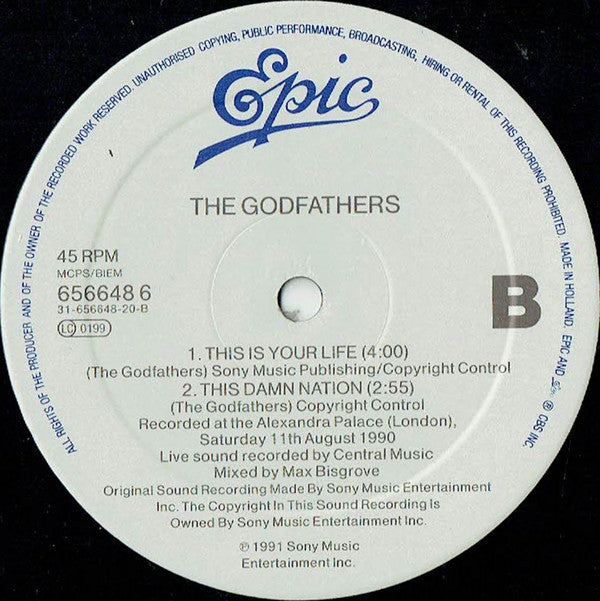 ALL RIGHTS OF THE PRODUCER AND OF THE OWNER OF THE RECORDED WORK RESERVED. UNAUTHORISED COPYING, PUBLIC PERFORMANCE, BROADCASTING, HIRING OR RENTAL OF THIS RECORDING PROHIBITED. MADE IN HOLLAND. EPIC AND Epic ® CBS INC.
Epic
THE GODFATHERS
45 RPM
MCPS/BIEM
656648 6
31-656648-20-B
LC 0199
B
1. THIS IS YOUR LIFE (4:00)
(The Godfathers) Sony Music Publishing/Copyright Control
2. THIS DAMN NATION (2:55)
(The Godfathers) Copyright Control
Recorded at the Alexandra Palace (London),
Saturday 11th August 1990
Live sound recorded by Central Music
Mixed by Max Bisgrove
Original Sound Recording Made By Sony Music Entertainment
Inc. The Copyright In This Sound Recording Is
Owned By Sony Music Entertainment Inc.
℗ 1991 Sony Music
Entertainment Inc.